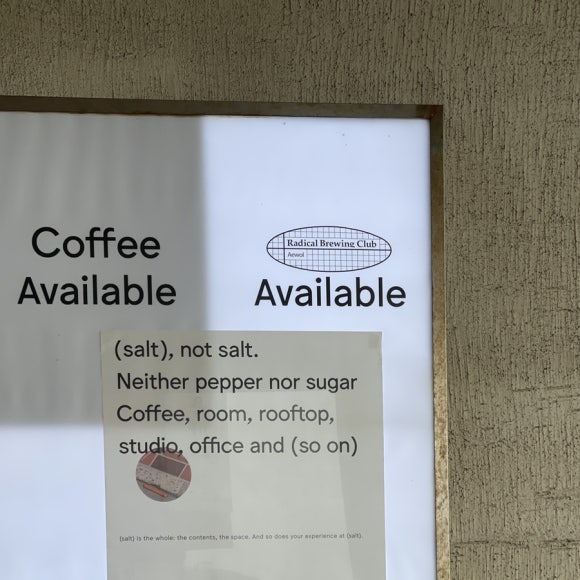 Coffee
Available
Radical Brewing Club
Aewol
Available
(salt), not salt.
Neither pepper nor sugar
Coffee, room, rooftop,
studio, office and (so on)
(salt) is the whole: the contents, the space. And so does your experience at (salt).